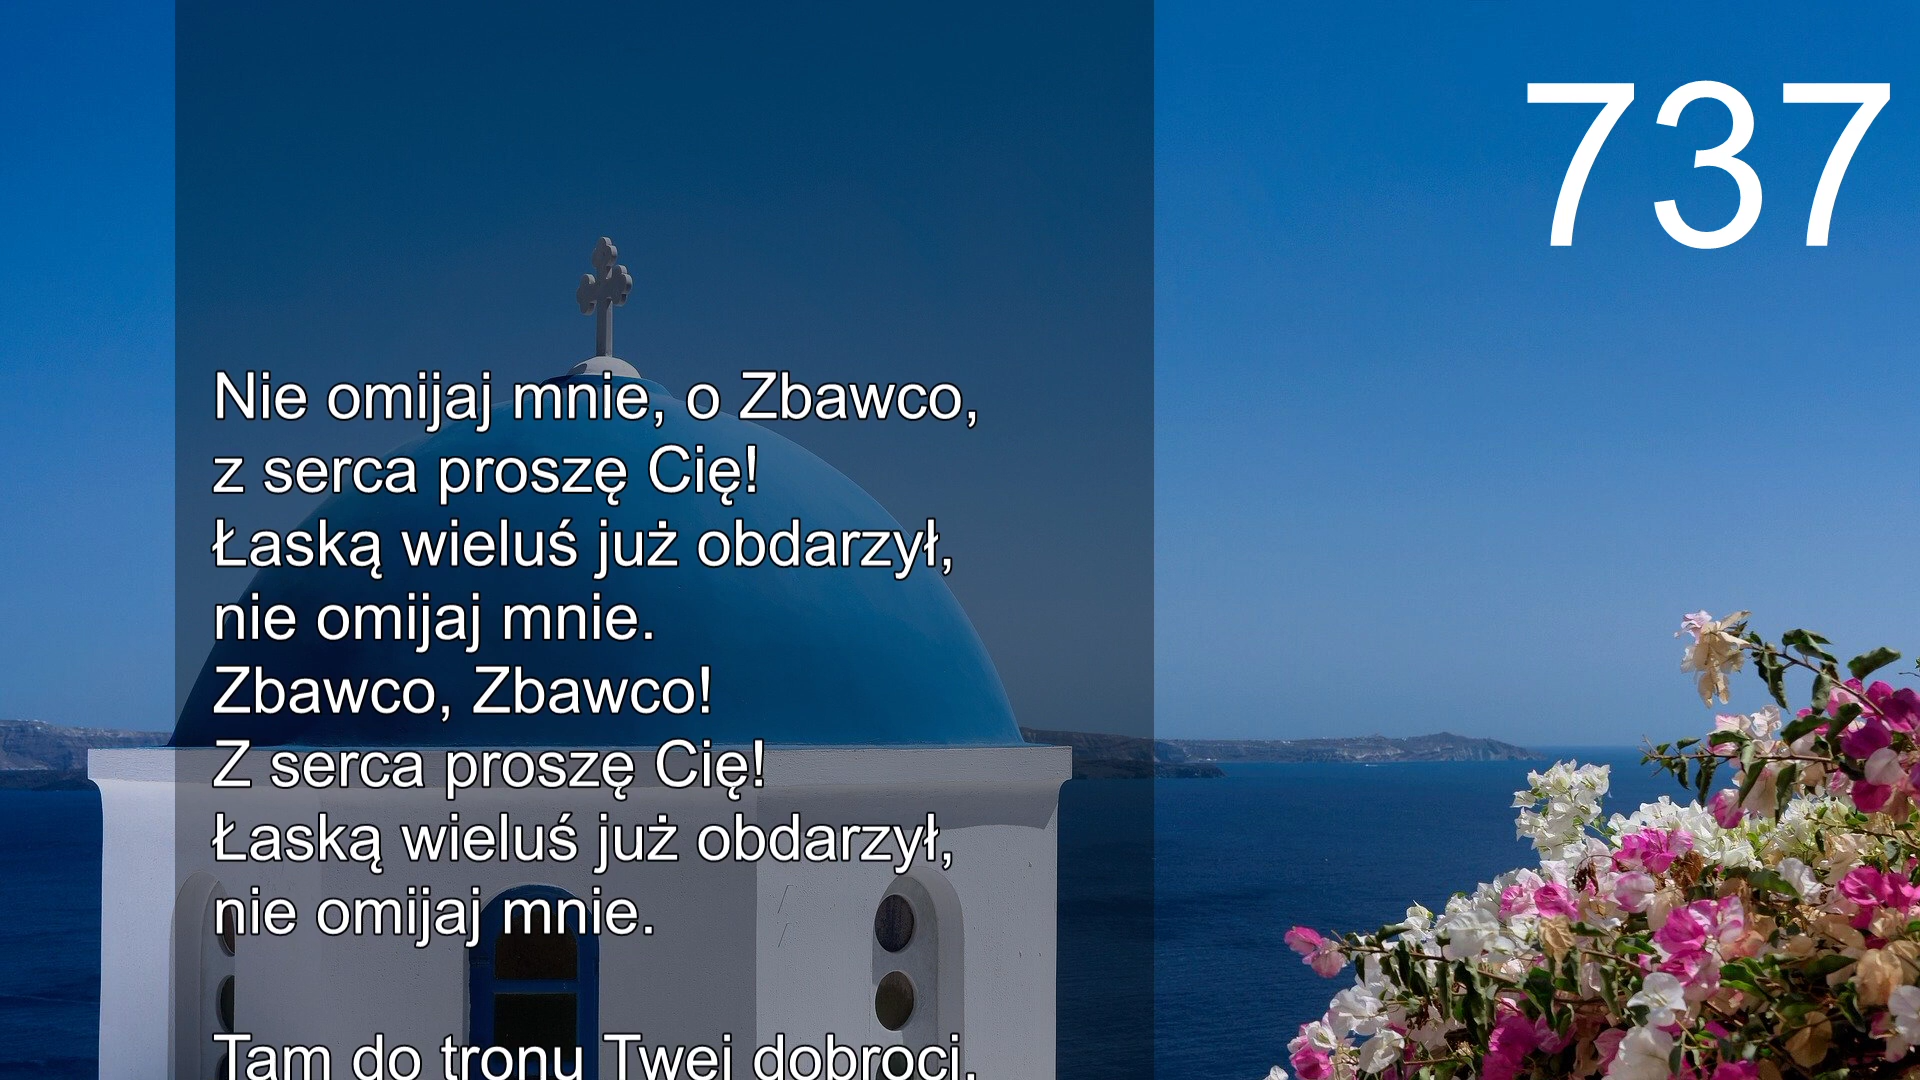 737
Nie omijaj mnie, o Zbawco,
z serca proszę Cię!
Łaską wieluś już obdarzył,
nie omijaj mnie.
Zbawco, Zbawco!
Z serca proszę Cię!
Łaską wieluś już obdarzył,
nie omijaj mnie.
Tam do tronu Twej dobroci,